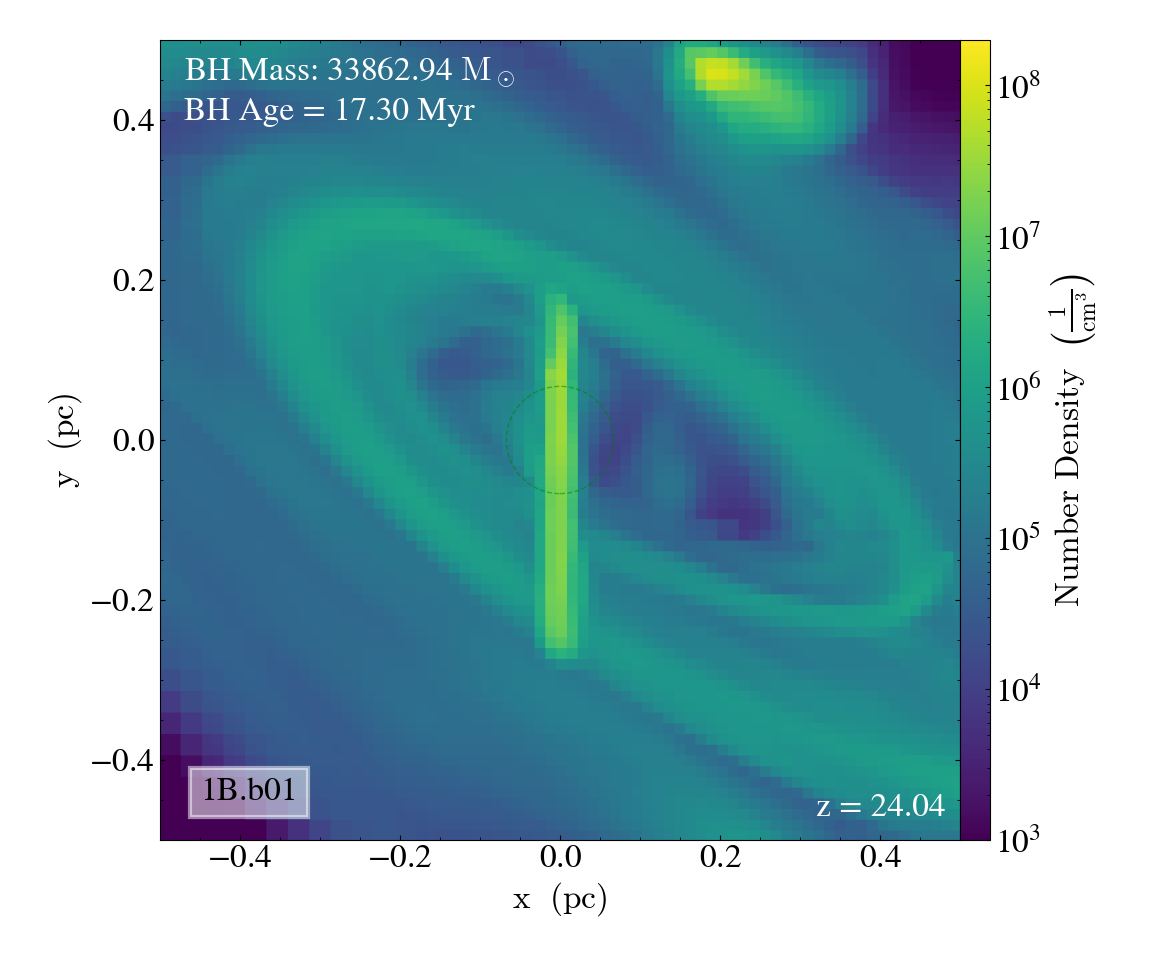 BH Mass: 33862.94 M☉
BH Age = 17.30 Myr
1B.b01
z = 24.04
0.4
0.2
0.0
−0.2
−0.4
y (pc)
−0.4 −0.2 0.0 0.2 0.4
x (pc)
10⁸
10⁷
10⁶
10⁵
10⁴
10³
Number Density (1/cm³)